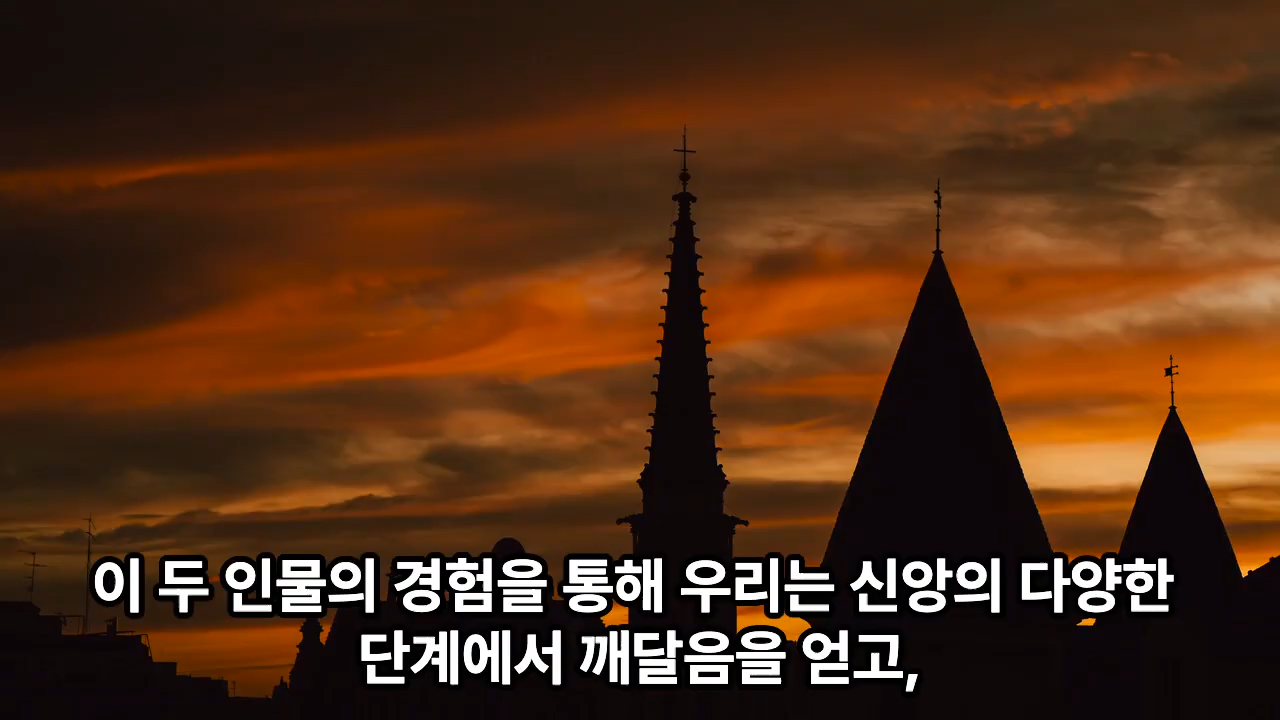 이 두 인물의 경험을 통해 우리는 신앙의 다양한
단계에서 깨달음을 얻고,